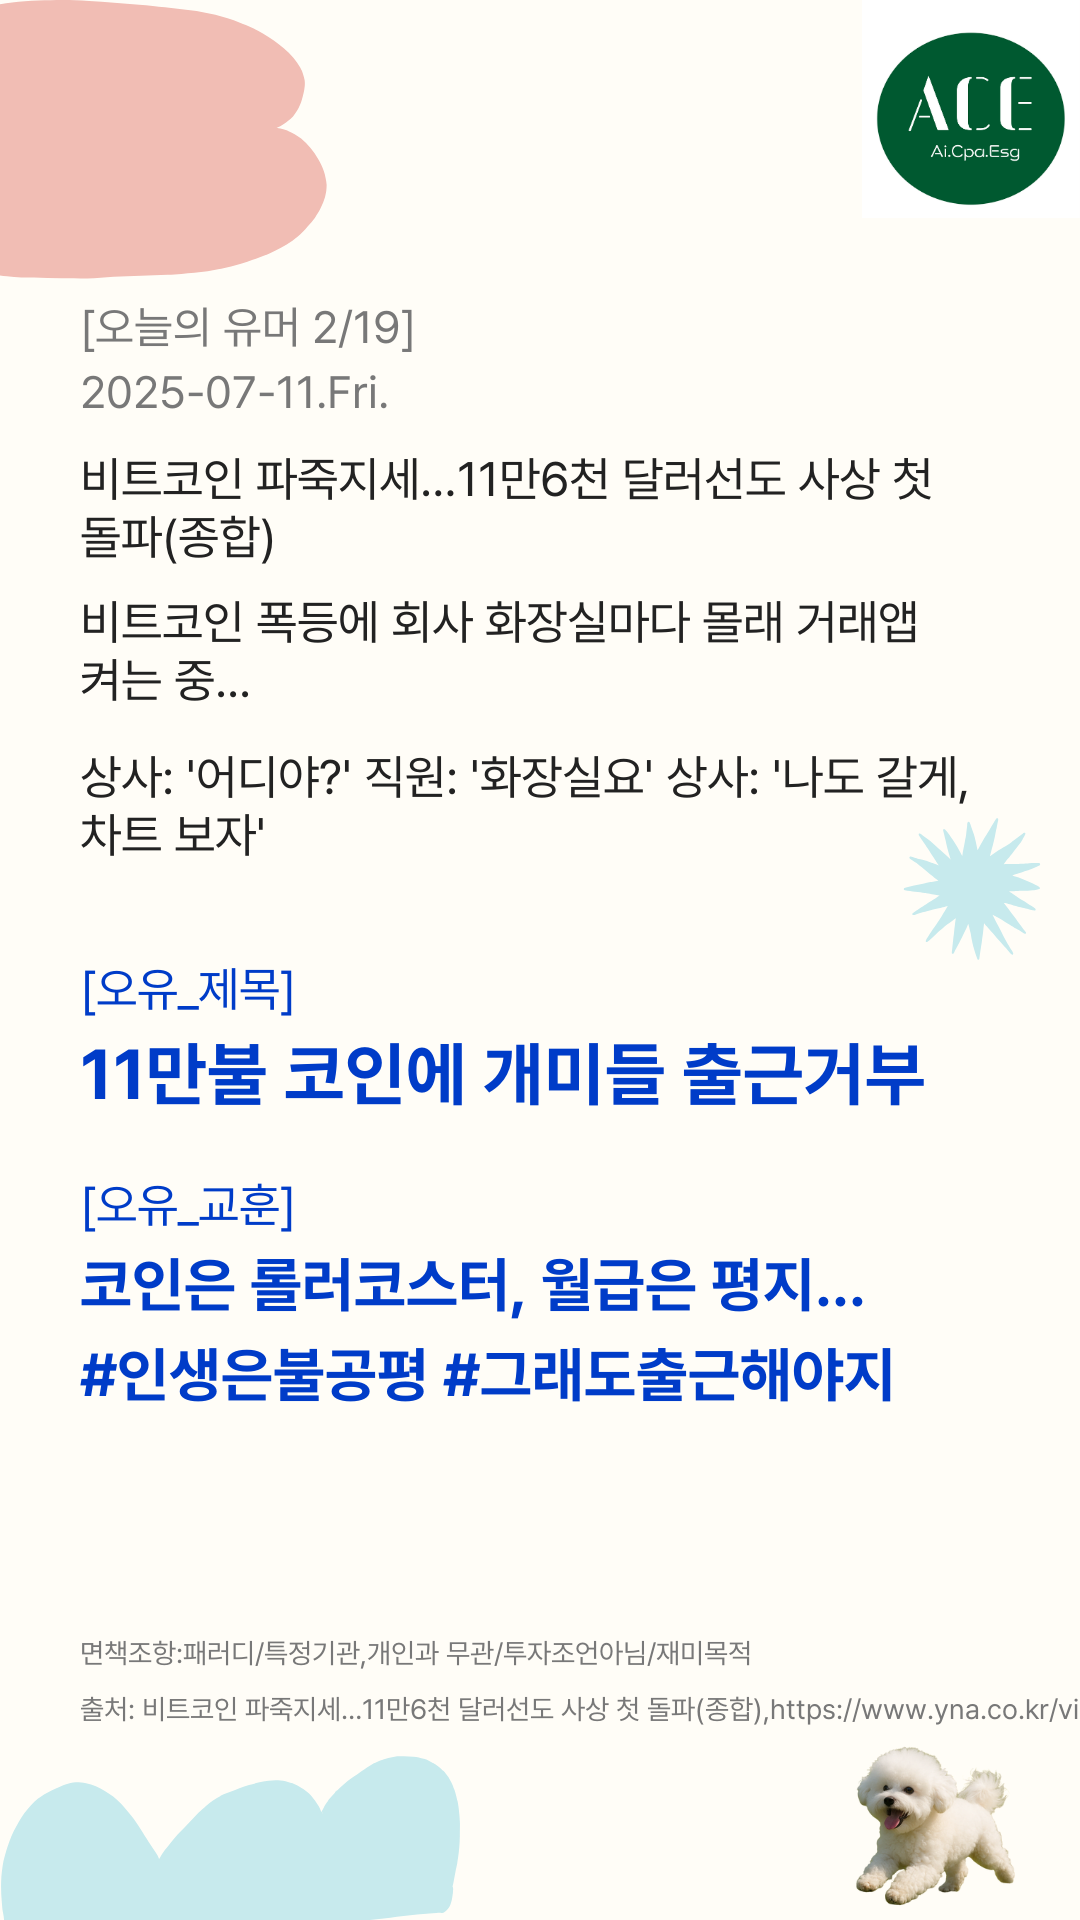 ACE
Ai.Cpa.Esg
[오늘의 유머 2/19]
2025-07-11.Fri.
비트코인 파죽지세...11만6천 달러선도 사상 첫
돌파(종합)
비트코인 폭등에 회사 화장실마다 몰래 거래앱
켜는 중...
상사: '어디야?' 직원: '화장실요' 상사: '나도 갈게,
차트 보자'
[오유_제목]
11만불 코인에 개미들 출근거부
[오유_교훈]
코인은 롤러코스터, 월급은 평지...
#인생은불공평 #그래도출근해야지
면책조항:패러디/특정기관,개인과 무관/투자조언아님/재미목적
출처: 비트코인 파죽지세...11만6천 달러선도 사상 첫 돌파(종합),https://www.yna.co.kr/vi